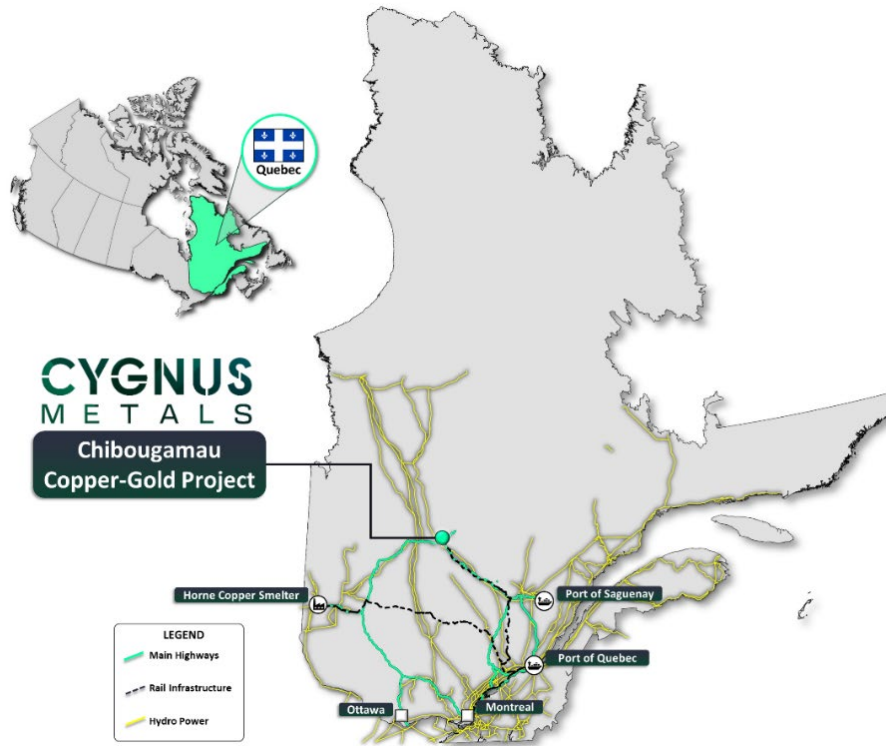 Quebec
CYGNUS
METALS
Chibougamau
Copper-Gold Project
Horne Copper Smelter
Port of Saguenay
Port of Quebec
Ottawa
Montreal
LEGEND
Main Highways
Rail Infrastructure
Hydro Power